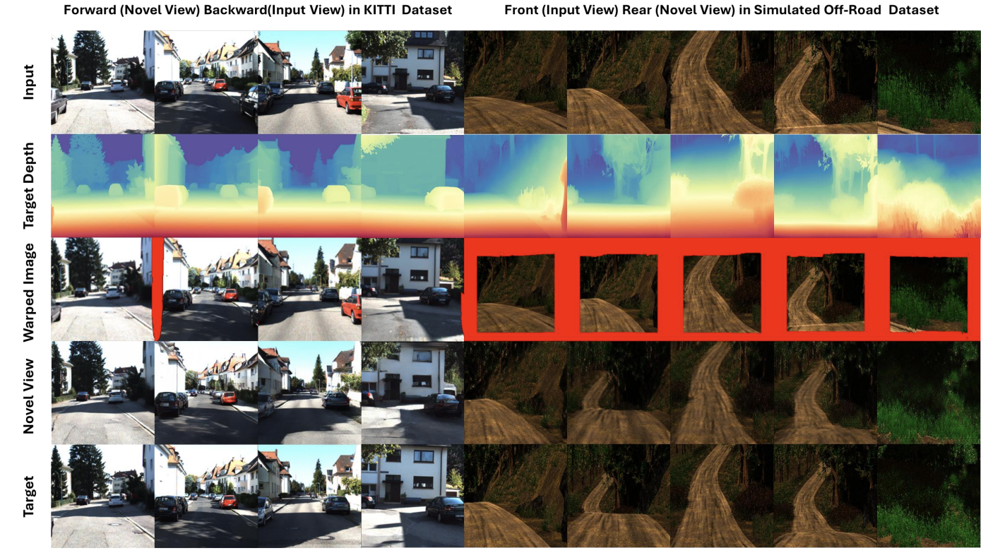 Forward (Novel View) Backward(Input View) in KITTI Dataset
Front (Input View) Rear (Novel View) in Simulated Off-Road Dataset
Input
Target Depth
Warped Image
Novel View
Target